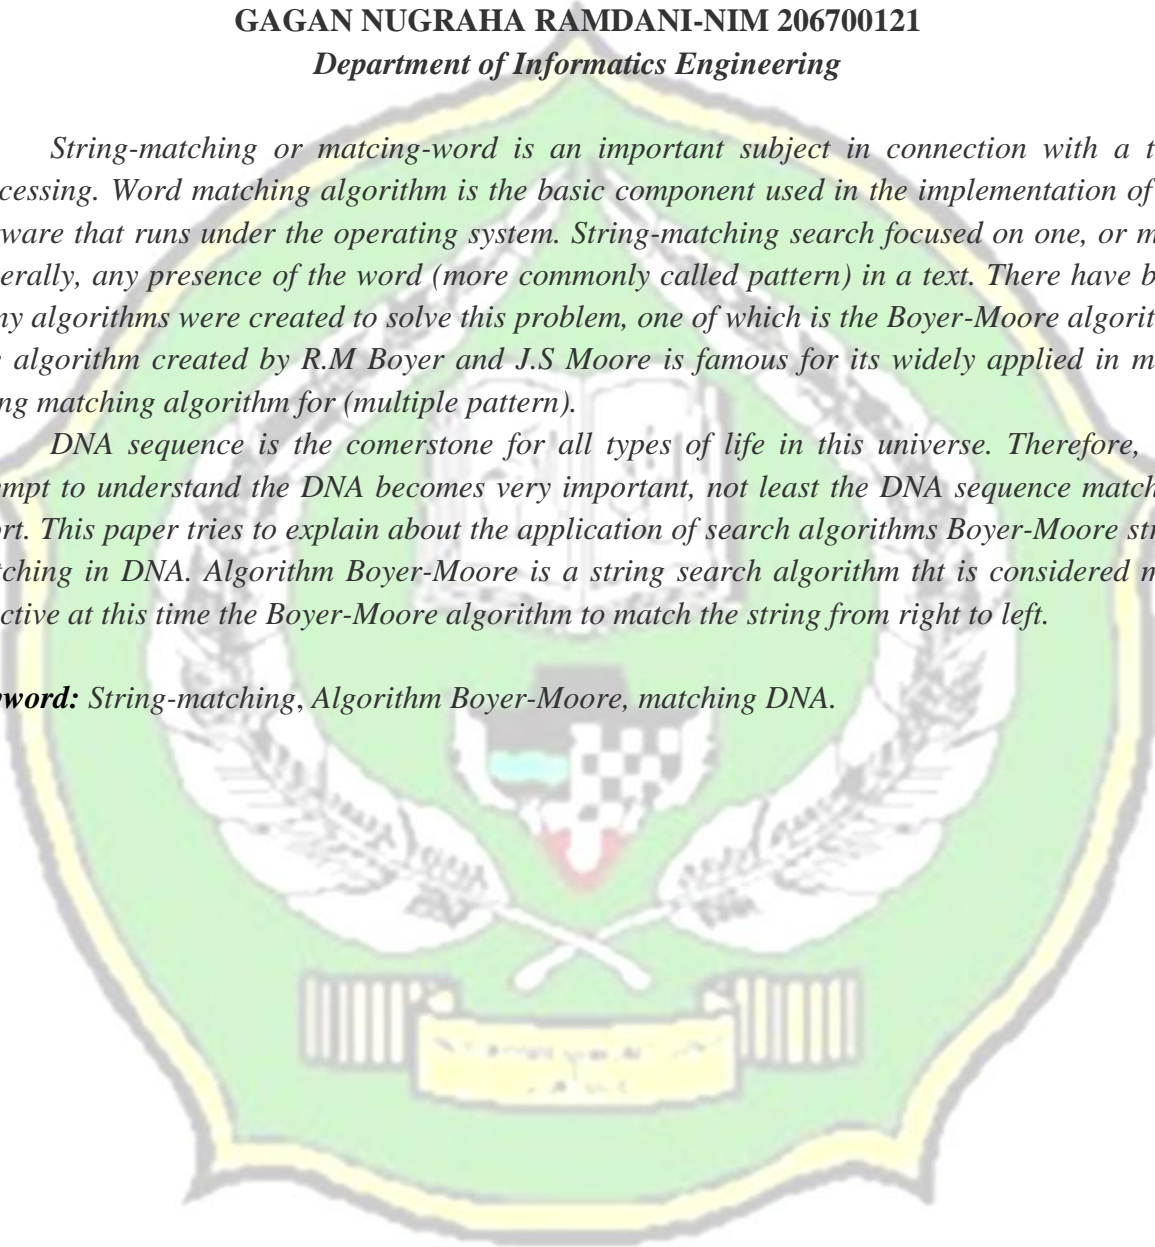 GAGAN NUGRAHA RAMDANI-NIM 206700121
Department of Informatics Engineering
String-matching or matcing-word is an important subject in connection with a t
cessing. Word matching algorithm is the basic component used in the implementation of
ware that runs under the operating system. String-matching search focused on one, or m
erally, any presence of the word (more commonly called pattern) in a text. There have b
ny algorithms were created to solve this problem, one of which is the Boyer-Moore algorit
algorithm created by R.M Boyer and J.S Moore is famous for its widely applied in m
ng matching algorithm for (multiple pattern).
DNA sequence is the comerstone for all types of life in this universe. Therefore,
empt to understand the DNA becomes very important, not least the DNA sequence match
ort. This paper tries to explain about the application of search algorithms Boyer-Moore str
ching in DNA. Algorithm Boyer-Moore is a string search algorithm tht is considered m
ctive at this time the Boyer-Moore algorithm to match the string from right to left.
yword: String-matching, Algorithm Boyer-Moore, matching DNA.